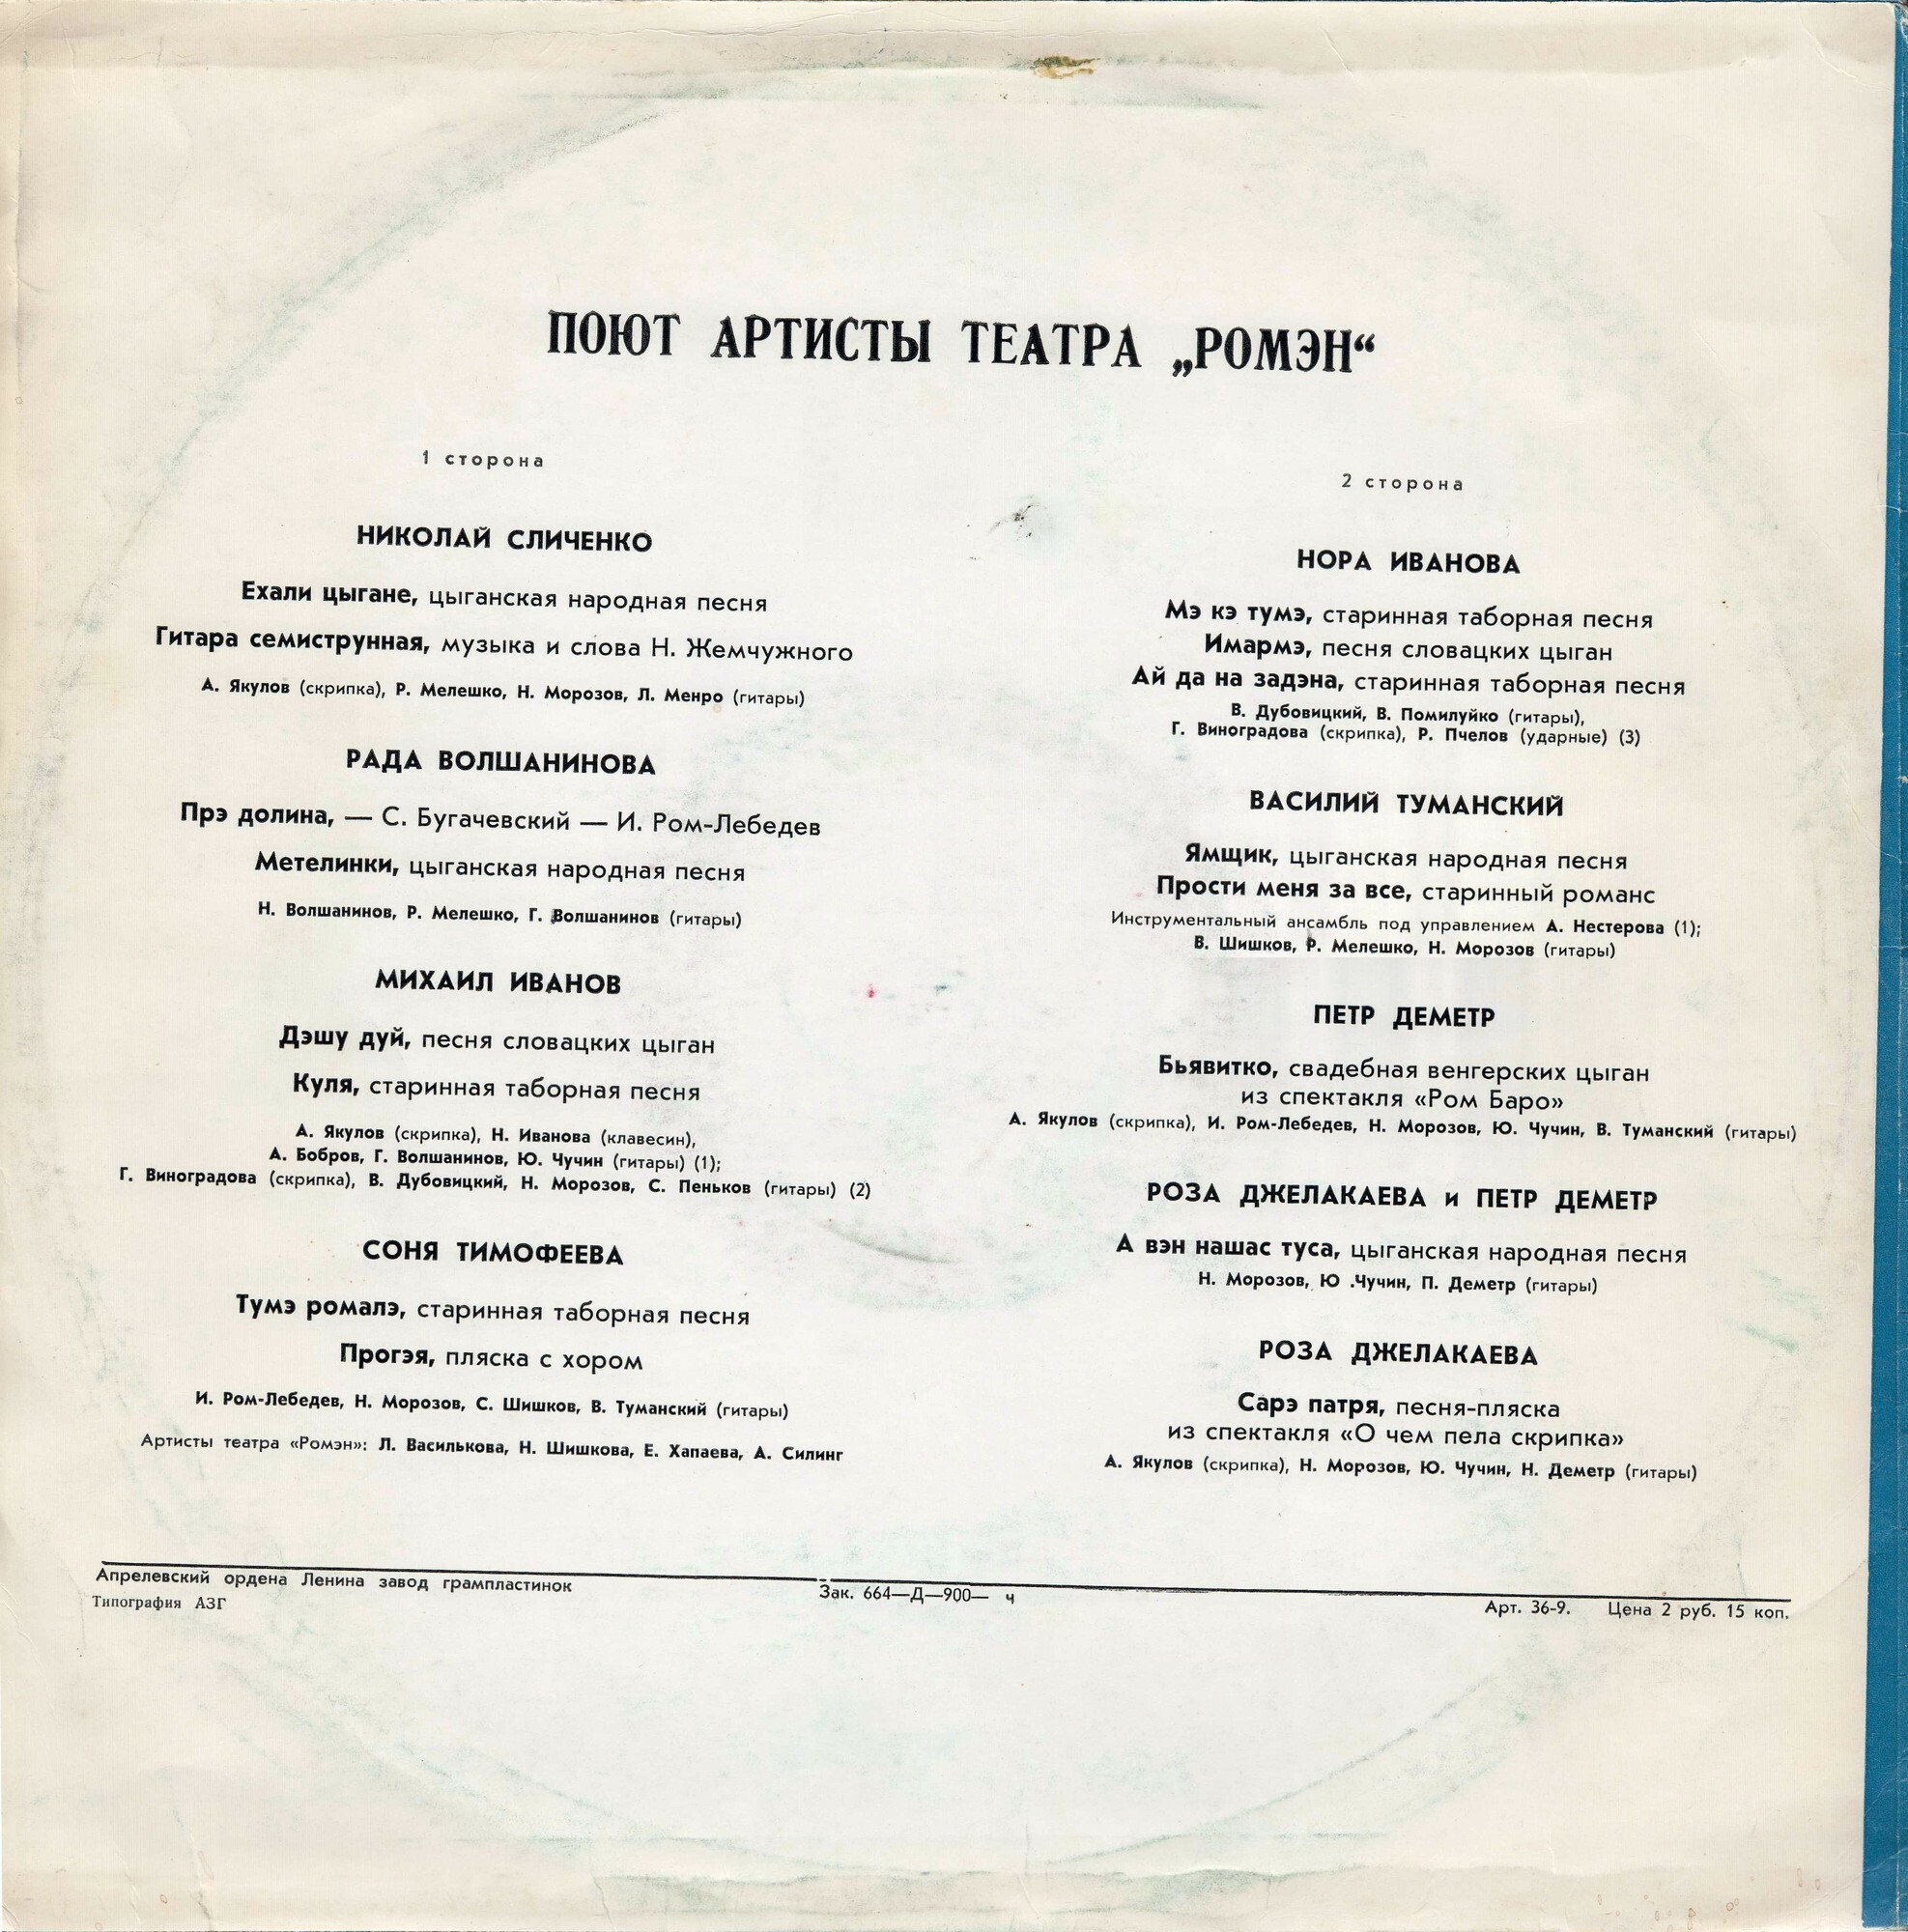 ПОЮТ АРТИСТЫ ТЕАТРА „РОМЭН“
1 сторона
НИКОЛАЙ СЛИЧЕНКО
Ехали цыгане, цыганская народная песня
Гитара семиструнная, музыка и слова Н. Жемчужного
А. Якулов (скрипка), Р. Мелешко, Н. Морозов, Л. Менро (гитары)
РАДА ВОЛШАНИНОВА
Прэ долина, — С. Бугачевский — И. Ром-Лебедев
Метелинки, цыганская народная песня
Н. Волшанинов, Р. Мелешко, Г. Волшанинов (гитары)
МИХАИЛ ИВАНОВ
Дэшу дуй, песня словацких цыган
Куля, старинная таборная песня
А. Якулов (скрипка), Н. Иванова (клавесин),
А. Бобров, Г. Волшанинов, Ю. Чучин (гитары) (1);
Г. Виноградова (скрипка), В. Дубовицкий, Н. Морозов, С. Пеньков (гитары) (2)
СОНЯ ТИМОФЕЕВА
Тумэ ромалэ, старинная таборная песня
Прогэя, пляска с хором
И. Ром-Лебедев, Н. Морозов, С. Шишков, В. Туманский (гитары)
Артисты театра «Ромэн»: Л. Василькова, Н. Шишкова, Е. Хапаева, А. Силинг
2 сторона
НОРА ИВАНОВА
Мэ кэ тумэ, старинная таборная песня
Имармэ, песня словацких цыган
Ай да на задэна, старинная таборная песня
В. Дубовицкий, В. Помилуйко (гитары),
Г. Виноградова (скрипка), Р. Пчелов (ударные) (3)
ВАСИЛИЙ ТУМАНСКИЙ
Ямщик, цыганская народная песня
Прости меня за все, старинный романс
Инструментальный ансамбль под управлением А. Нестерова (1);
В. Шишков, Р. Мелешко, Н. Морозов (гитары)
ПЕТР ДЕМЕТР
Бьявитко, свадебная венгерских цыган
из спектакля «Ром Баро»
А. Якулов (скрипка), И. Ром-Лебедев, Н. Морозов, Ю. Чучин, В. Туманский (гитары)
РОЗА ДЖЕЛАКАЕВА и ПЕТР ДЕМЕТР
А вэн нашас туса, цыганская народная песня
Н. Морозов, Ю .Чучин, П. Деметр (гитары)
РОЗА ДЖЕЛАКАЕВА
Сарэ патря, песня-пляска
из спектакля «О чем пела скрипка»
А. Якулов (скрипка), Н. Морозов, Ю. Чучин, Н. Деметр (гитары)
Апрелевский ордена Ленина завод грампластинок
Типография АЗГ
Зак. 664—Д—900— ч
Арт. 36-9. Цена 2 руб. 15 коп.